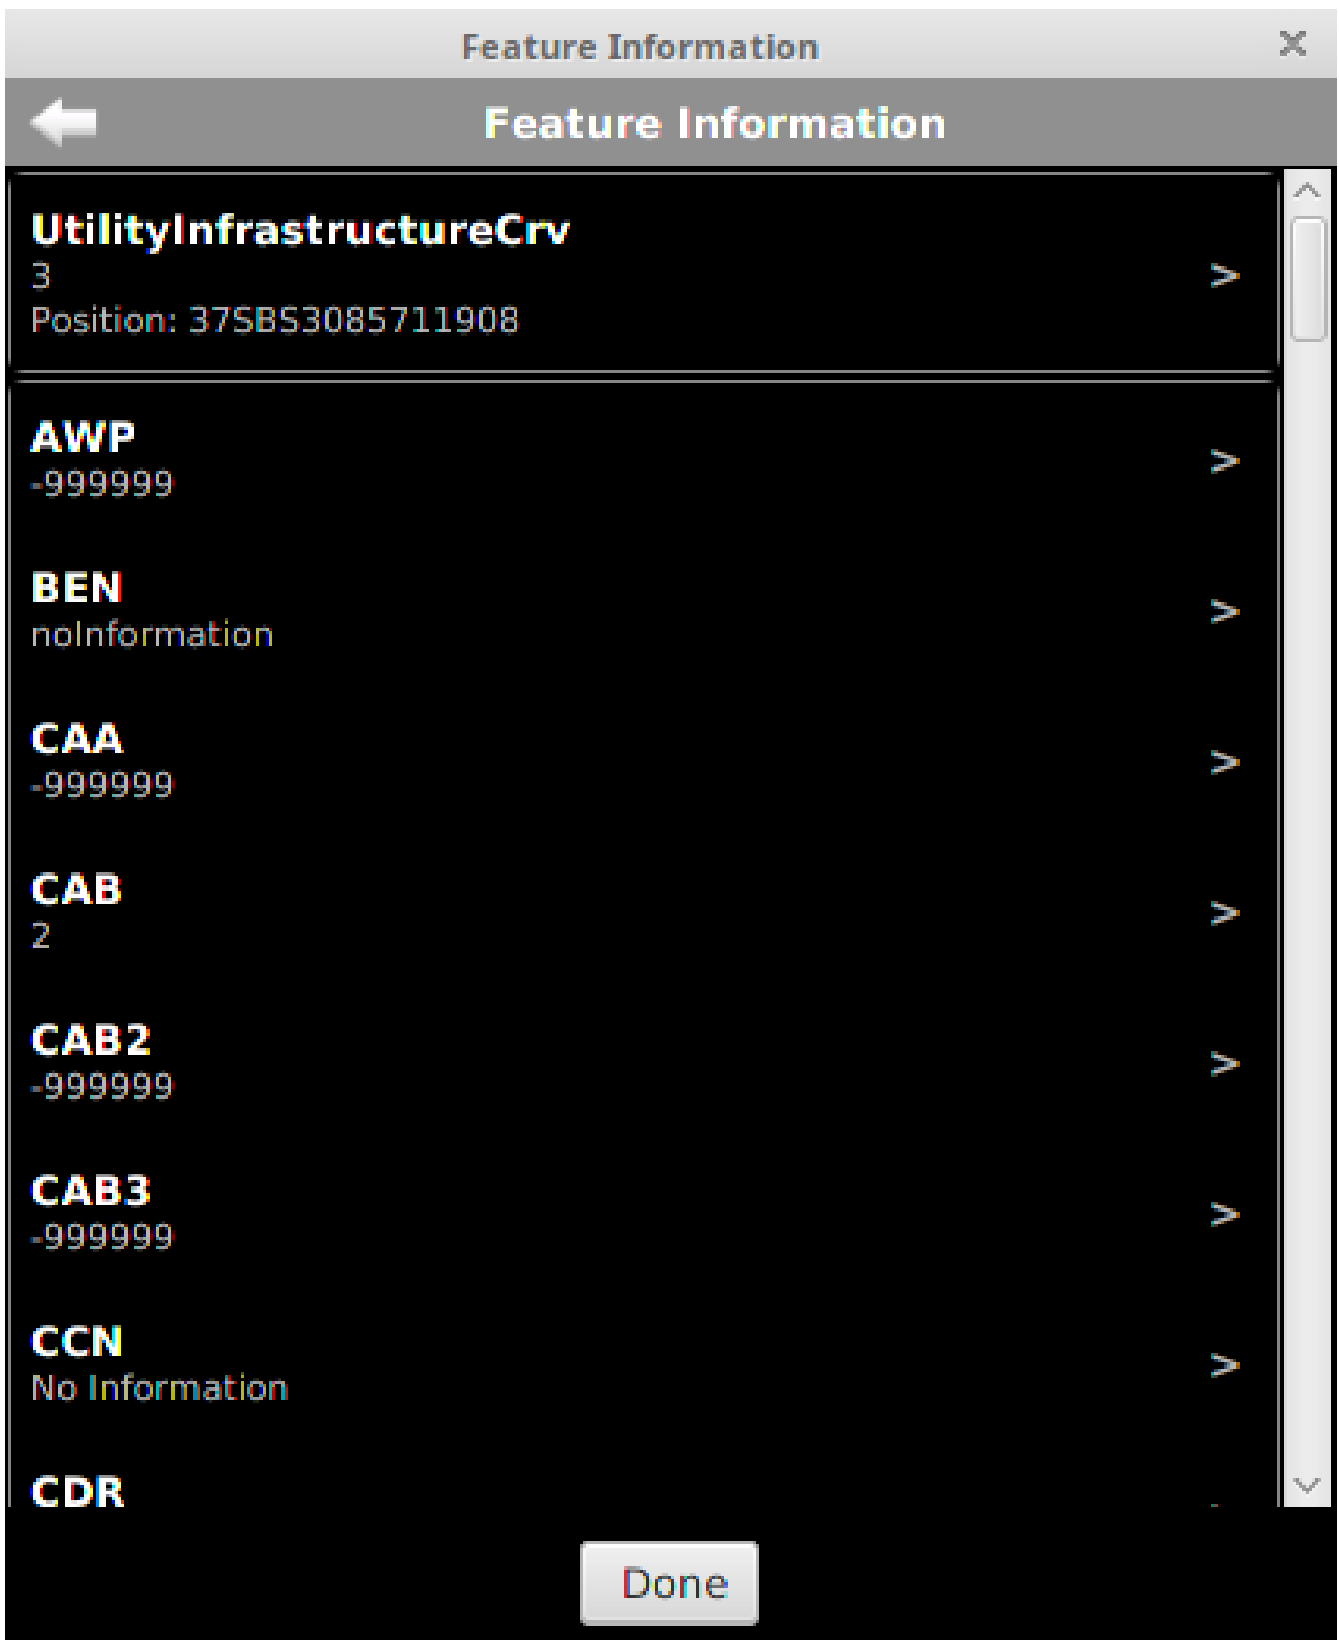 Feature Information
Feature Information
UtilityInfrastructureCrv
3
Position: 37SBS3085711908
>
AWP
-999999
>
BEN
noInformation
>
CAA
-999999
>
CAB
2
>
CAB2
-999999
>
CAB3
-999999
>
CCN
No Information
>
CDR
Done